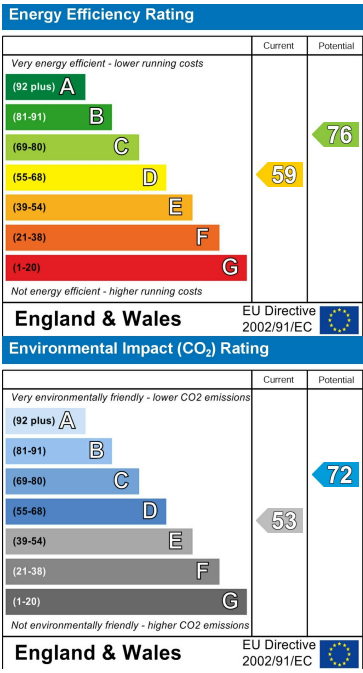 Energy Efficiency Rating
Current Potential
Very energy efficient - lower running costs
(92 plus) A
(81-91) B
(69-80) C
(55-68) D
(39-54) E
(21-38) F
(1-20) G
76
59
Not energy efficient - higher running costs
England & Wales
EU Directive
2002/91/EC
Environmental Impact (CO₂) Rating
Current Potential
Very environmentally friendly - lower CO2 emissions
(92 plus) A
(81-91) B
(69-80) C
(55-68) D
(39-54) E
(21-38) F
(1-20) G
72
53
Not environmentally friendly - higher CO2 emissions
England & Wales
EU Directive
2002/91/EC